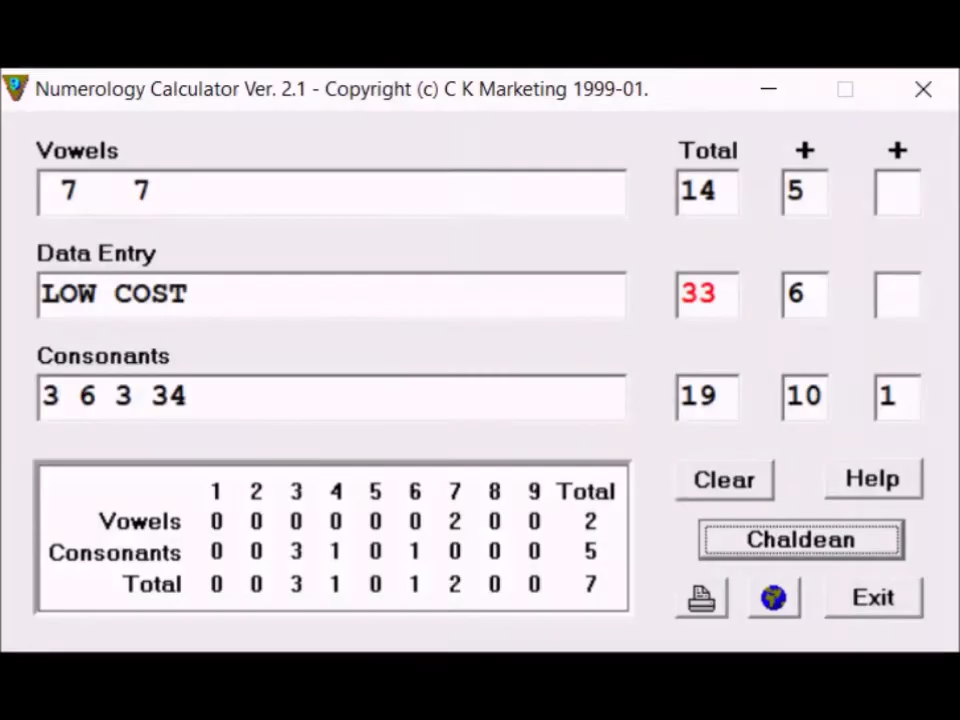 Numerology Calculator Ver. 2.1 - Copyright (c) C K Marketing 1999-01.
Vowels Total + +
7 7 14 5
Data Entry
LOW COST 33 6
Consonants
3 6 3 34 19 10 1
1 2 3 4 5 6 7 8 9 Total
Vowels 0 0 0 0 0 0 2 0 0 2
Consonants 0 0 3 1 0 1 0 0 0 5
Total 0 0 3 1 0 1 2 0 0 7
Clear Help
Chaldean
Exit